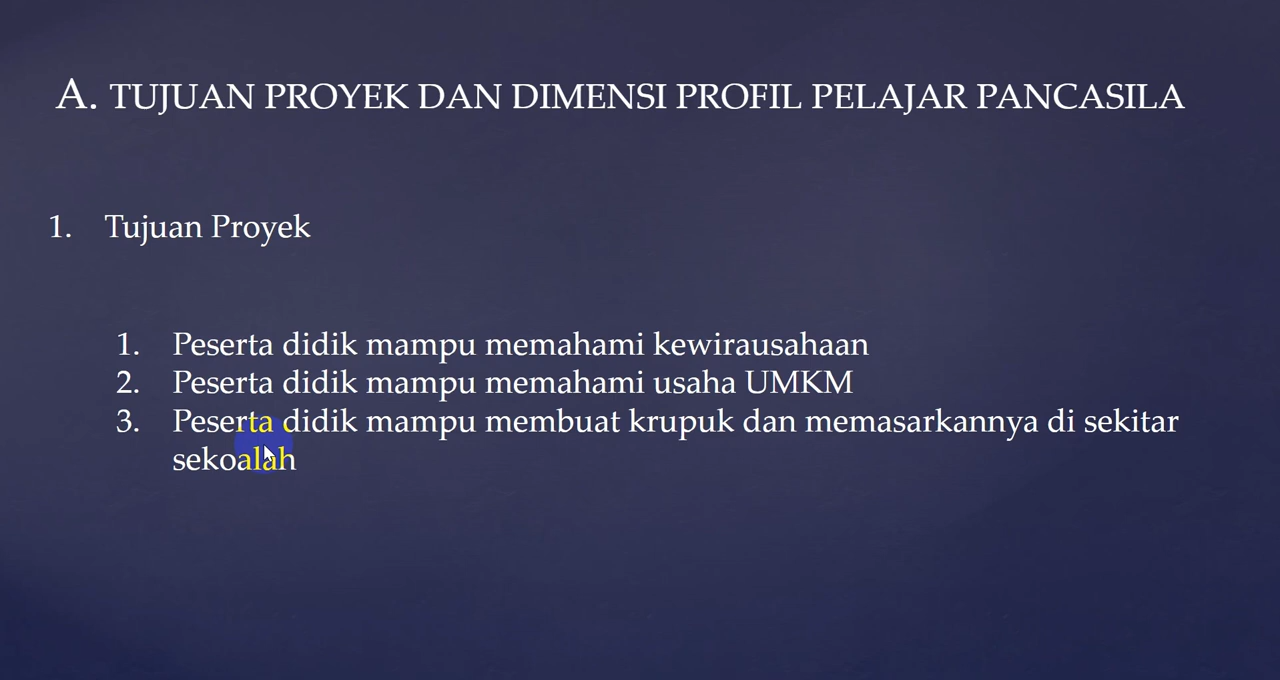 A. TUJUAN PROYEK DAN DIMENSI PROFIL PELAJAR PANCASILA
1. Tujuan Proyek
1. Peserta didik mampu memahami kewirausahaan
2. Peserta didik mampu memahami usaha UMKM
3. Peserta didik mampu membuat krupuk dan memasarkannya di sekitar
sekoalah